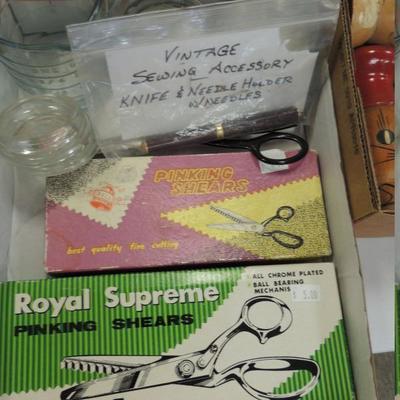 VINTAGE
SEWING ACCESSORY
KNIFE & NEEDLE HOLDER
W/NEEDLES
PINKING
SHEARS
best quality fine cutting
Royal Supreme
PINKING SHEARS
ALL CHROME PLATED
BALL BEARING
MECHANIS
$ 5.00